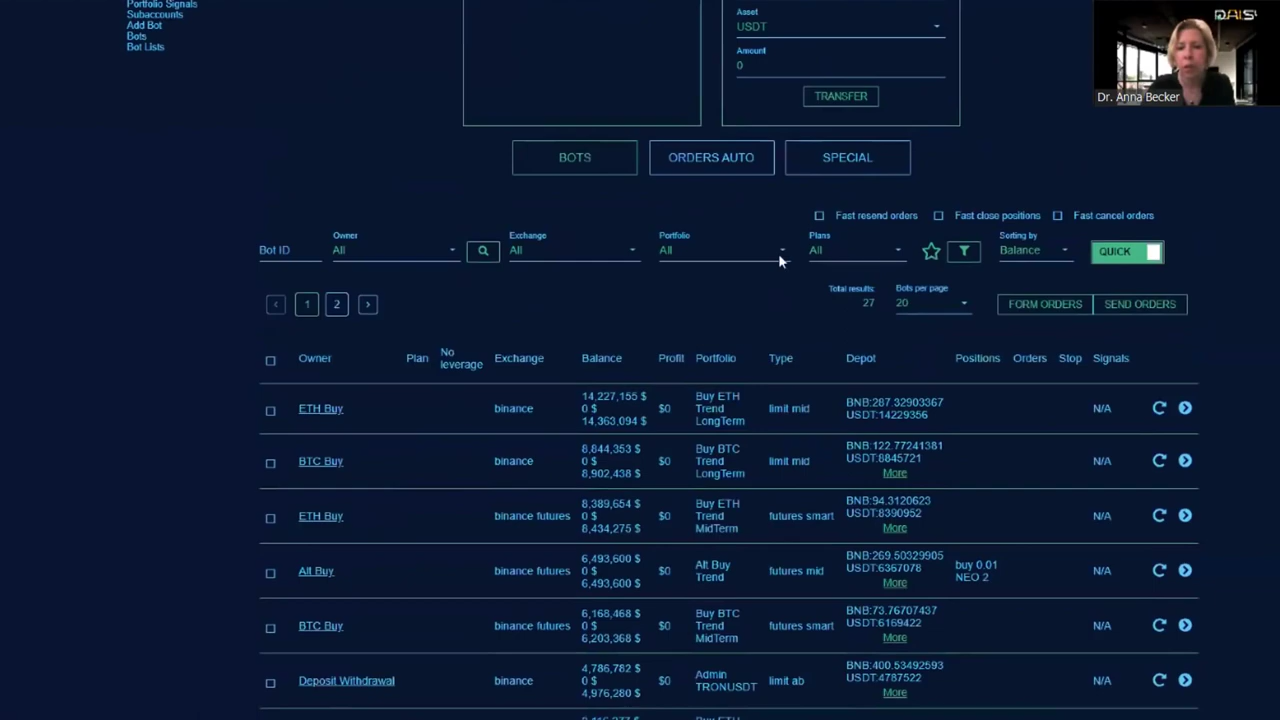 Portfolio Signals
Subaccounts
Add Bot
Bots
Bot Lists
Asset
USDT
Amount
0
TRANSFER
DAISY
Dr. Anna Becker
BOTS ORDERS AUTO SPECIAL
Fast resend orders Fast close positions Fast cancel orders
Owner Exchange Portfolio Plans Sorting by
Bot ID All All All All Balance QUICK
Total results: Bots per page
< 1 2 > 27 20 FORM ORDERS SEND ORDERS
Owner Plan No leverage Exchange Balance Profit Portfolio Type Depot Positions Orders Stop Signals
14,227,155 $ Buy ETH BNB:287.32903367
ETH Buy binance 0 $ $0 Trend limit mid USDT:14229356 N/A
14,363,094 $ LongTerm
8,844,353 $ Buy BTC BNB:122.77241381
BTC Buy binance 0 $ $0 Trend limit mid USDT:8845721 N/A
8,902,438 $ LongTerm More
8,389,654 $ Buy ETH BNB:94.3120623
ETH Buy binance futures 0 $ $0 Trend futures smart USDT:8390952 N/A
8,434,275 $ MidTerm More
6,493,600 $ Alt Buy BNB:269.50329905 buy 0.01
Alt Buy binance futures 0 $ $0 Trend futures mid USDT:6367078 NEO 2 N/A
6,493,600 $ More
6,168,468 $ Buy BTC BNB:73.76707437
BTC Buy binance futures 0 $ $0 Trend futures smart USDT:6169422 N/A
6,203,368 $ MidTerm More
4,786,782 $ Admin BNB:400.53492593
Deposit Withdrawal binance 0 $ $0 TRONUSDT limit ab USDT:4787522 N/A
4,976,280 $ More
Buy ETH